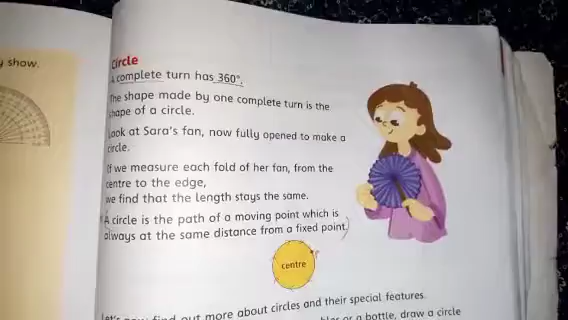 y show.
Circle
A complete turn has 360°.
The shape made by one complete turn is the
shape of a circle.
Look at Sara's fan, now fully opened to make a
circle.
If we measure each fold of her fan, from the
centre to the edge,
we find that the length stays the same.
A circle is the path of a moving point which is
always at the same distance from a fixed point.
centre
Let's now find out more about circles and their special features.
or a bottle, draw a circle